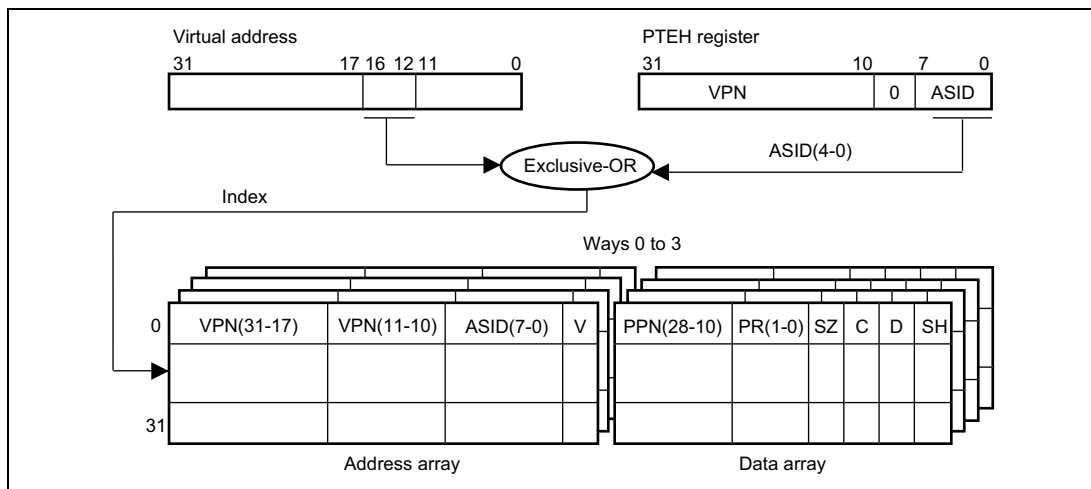 Virtual address
PTEH register
31 17 16 12 11 0
31 10 7 0
VPN 0 ASID
Exclusive-OR
ASID(4-0)
Index
Ways 0 to 3
0 VPN(31-17) VPN(11-10) ASID(7-0) V PPN(28-10) PR(1-0) SZ C D SH
31
Address array
Data array